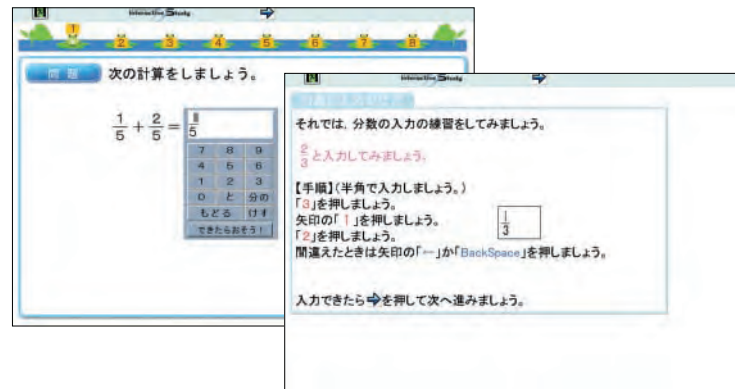 Interactive Study
1
2 3 4 5 6 7 8
問題 次の計算をしましょう。
1/5 + 2/5 = /5
7 8 9
4 5 6
1 2 3
0 と 分の
もどる けす
できたらおそう!
Interactive Study
それでは、分数の入力の練習をしてみましょう。
2/3 と入力してみましょう。
【手順】(半角で入力しましょう。)
「3」を押しましょう。
矢印の「↑」を押しましょう。
「2」を押しましょう。
間違えたときは矢印の「←」か「BackSpace」を押しましょう。
/3
入力できたら⇨を押して次へ進みましょう。